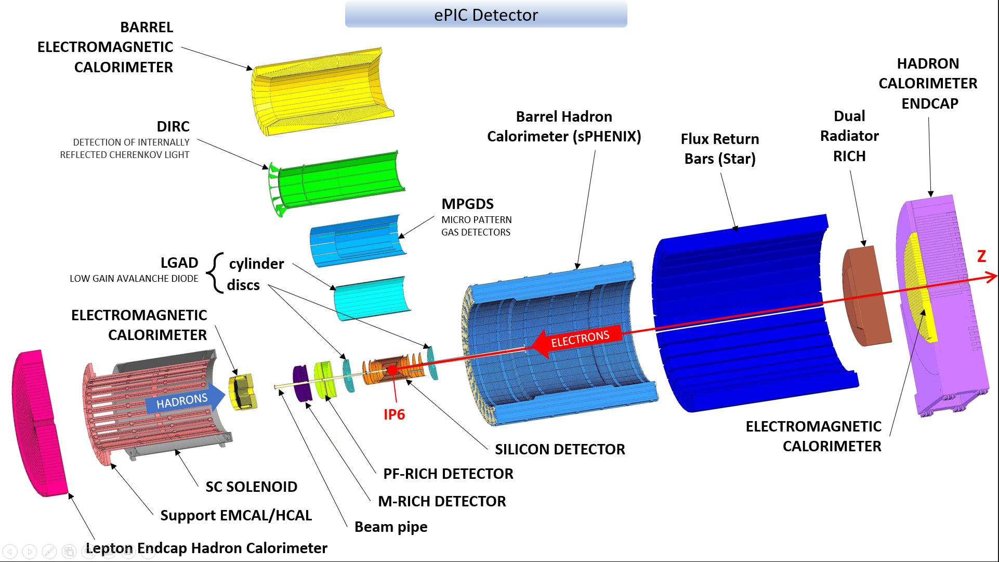 ePIC Detector
BARREL
ELECTROMAGNETIC
CALORIMETER
HADRON
CALORIMETER
ENDCAP
DIRC
DETECTION OF INTERNALLY
REFLECTED CHERENKOV LIGHT
Barrel Hadron
Calorimeter (sPHENIX)
Flux Return
Bars (Star)
Dual
Radiator
RICH
MPGDS
MICRO PATTERN
GAS DETECTORS
LGAD
LOW GAIN AVALANCHE DIODE
cylinder
discs
Z
ELECTROMAGNETIC
CALORIMETER
ELECTRONS
HADRONS
IP6
ELECTROMAGNETIC
CALORIMETER
SILICON DETECTOR
PF-RICH DETECTOR
SC SOLENOID
M-RICH DETECTOR
Support EMCAL/HCAL
Beam pipe
Lepton Endcap Hadron Calorimeter